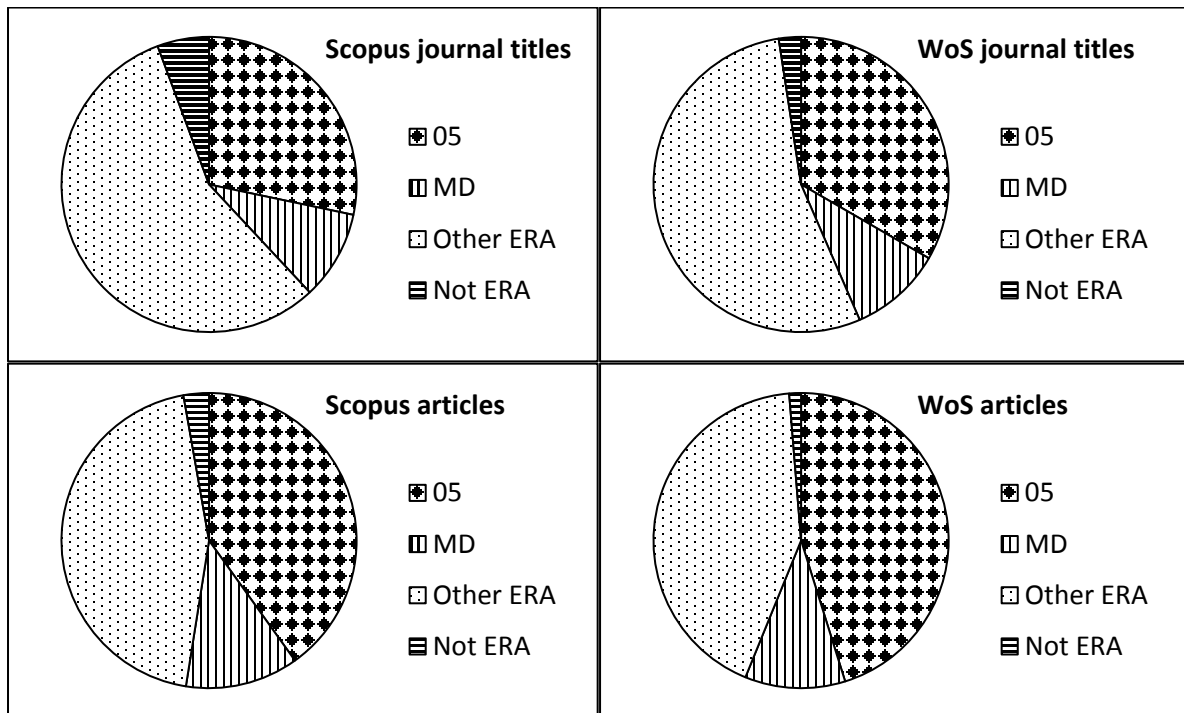 Scopus journal titles
05
MD
Other ERA
Not ERA
WoS journal titles
05
MD
Other ERA
Not ERA
Scopus articles
05
MD
Other ERA
Not ERA
WoS articles
05
MD
Other ERA
Not ERA